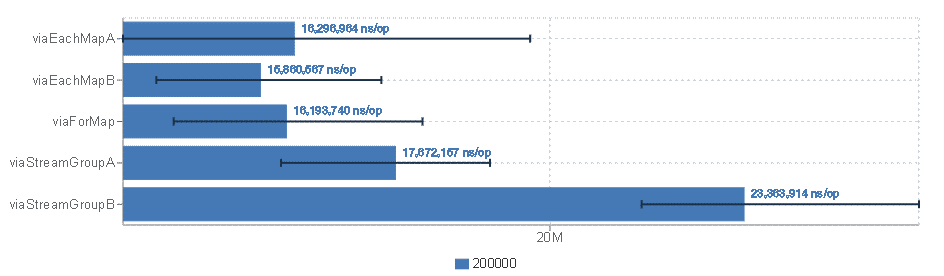 viaEachMapA
16,296,964 ns/op
viaEachMapB
15,860,567 ns/op
viaForMap
16,193,740 ns/op
viaStreamGroupA
17,672,167 ns/op
viaStreamGroupB
23,363,914 ns/op
20M
200000